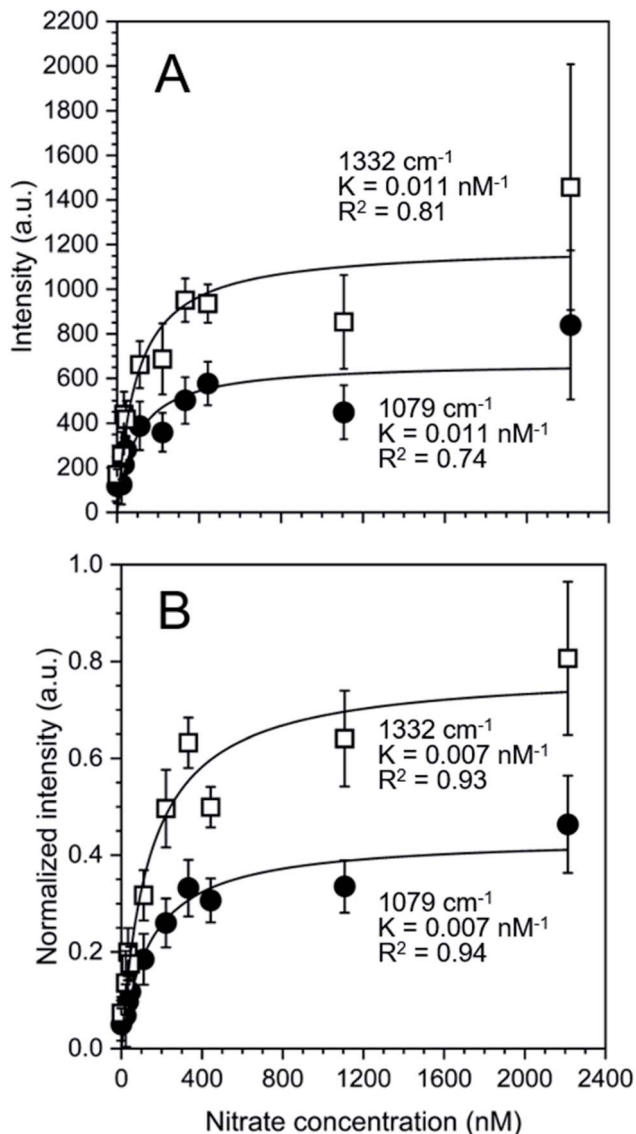 A
2200
2000
1800
1600
1400
1200
1000
800
600
400
200
0
Intensity (a.u.)
1332 cm⁻¹
K = 0.011 nM⁻¹
R² = 0.81
1079 cm⁻¹
K = 0.011 nM⁻¹
R² = 0.74
B
1.0
0.8
0.6
0.4
0.2
0.0
Normalized intensity (a.u.)
1332 cm⁻¹
K = 0.007 nM⁻¹
R² = 0.93
1079 cm⁻¹
K = 0.007 nM⁻¹
R² = 0.94
0 400 800 1200 1600 2000 2400
Nitrate concentration (nM)